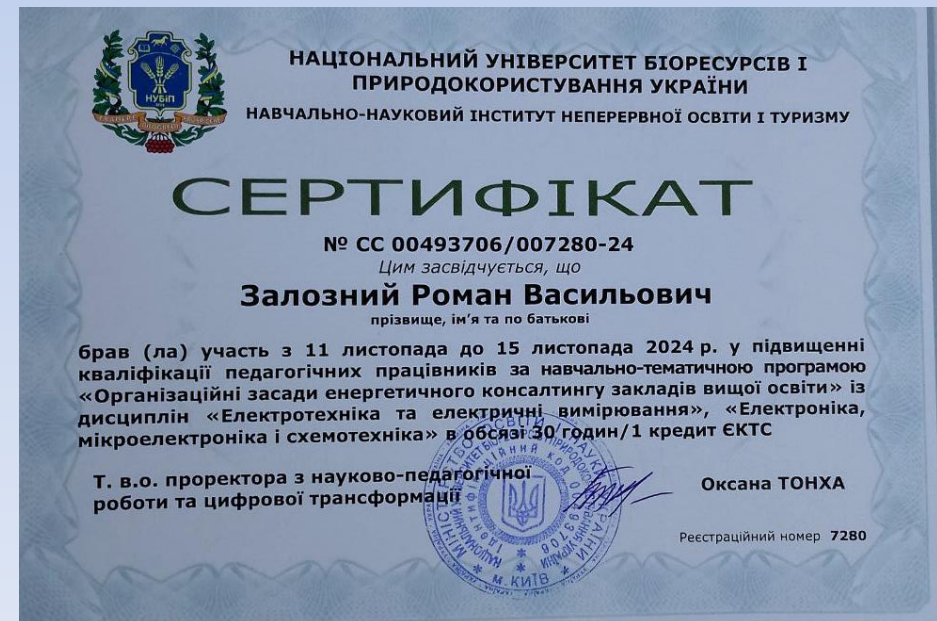 НАЦІОНАЛЬНИЙ УНІВЕРСИТЕТ БІОРЕСУРСІВ І
ПРИРОДОКОРИСТУВАННЯ УКРАЇНИ
НАВЧАЛЬНО-НАУКОВИЙ ІНСТИТУТ НЕПЕРЕРВНОЇ ОСВІТИ І ТУРИЗМУ
НУБІП
СЕРТИФІКАТ
№ СС 00493706/007280-24
Цим засвідчується, що
Залозний Роман Васильович
прізвище, ім’я та по батькові
брав (ла) участь з 11 листопада до 15 листопада 2024 р. у підвищенні
кваліфікації педагогічних працівників за навчально-тематичною програмою
«Організаційні засади енергетичного консалтингу закладів вищої освіти» із
дисциплін «Електротехніка та електричні вимірювання», «Електроніка,
мікроелектроніка і схемотехніка» в обсязі 30 годин/1 кредит ЄКТС
Т. в.о. проректора з науково-педагогічної
роботи та цифрової трансформації
Оксана ТОНХА
МІНІСТЕРСТВО ОСВІТИ І НАУКИ УКРАЇНИ
м. КИЇВ
Реєстраційний номер 7280